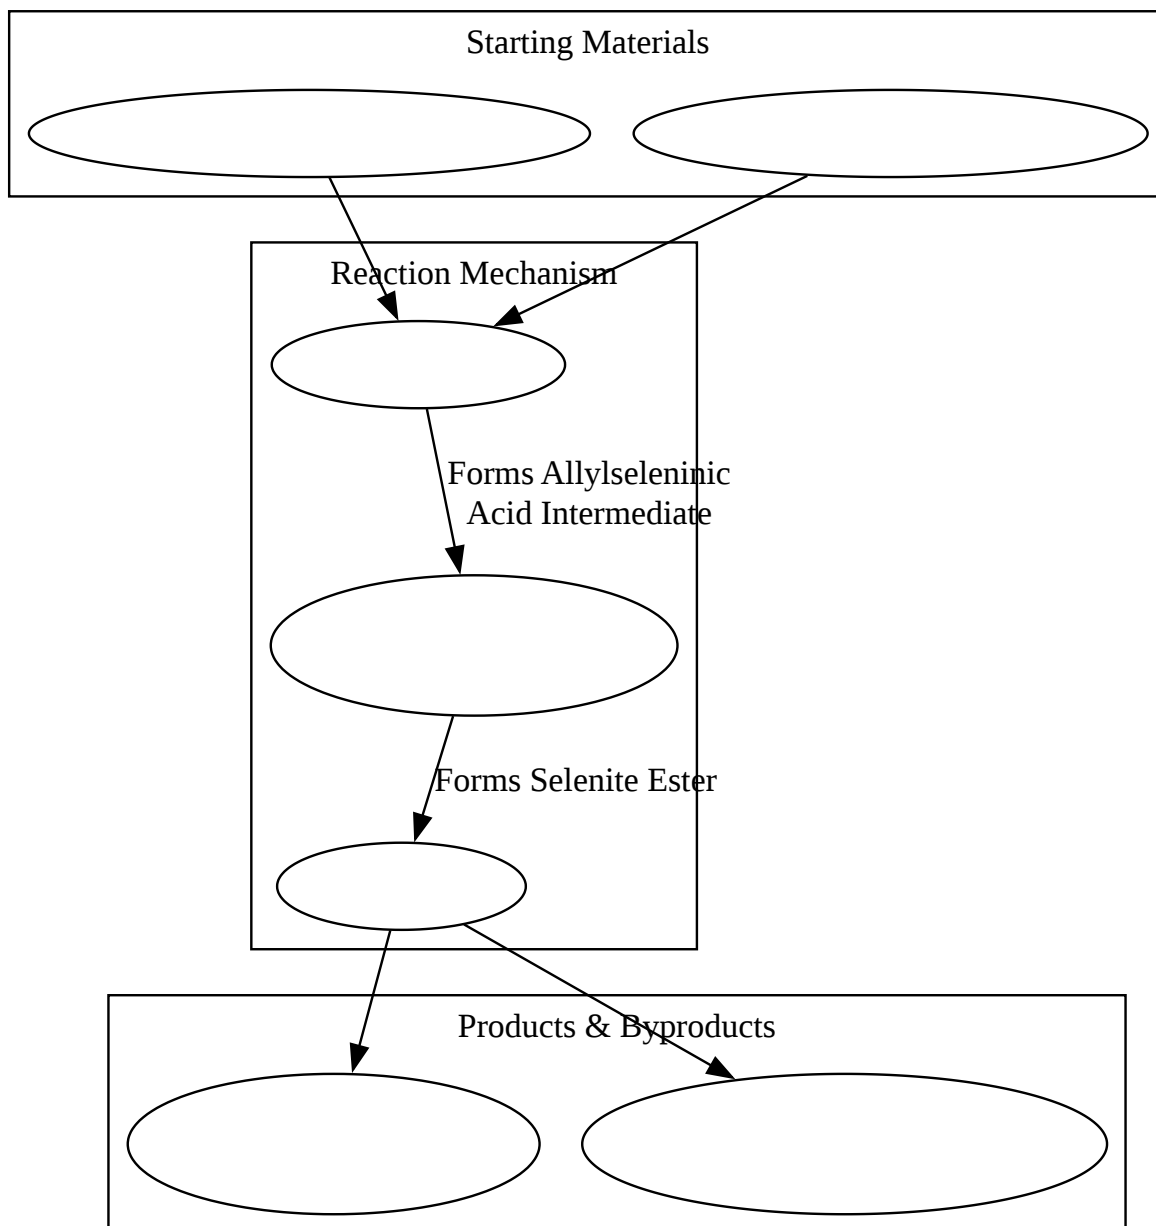 Starting Materials
Reaction Mechanism
Forms Allylseleninic
Acid Intermediate
Forms Selenite Ester
Products & Byproducts